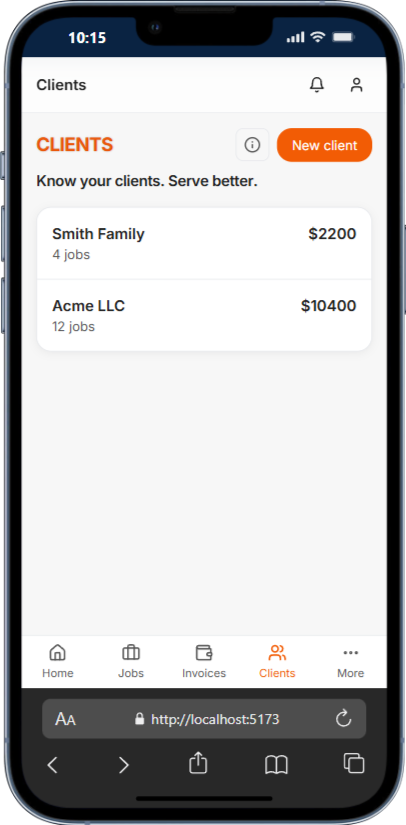 10:15
Clients
CLIENTS
New client
Know your clients. Serve better.
Smith Family
$2200
4 jobs
Acme LLC
$10400
12 jobs
Home
Jobs
Invoices
Clients
More
AA
http://localhost:5173